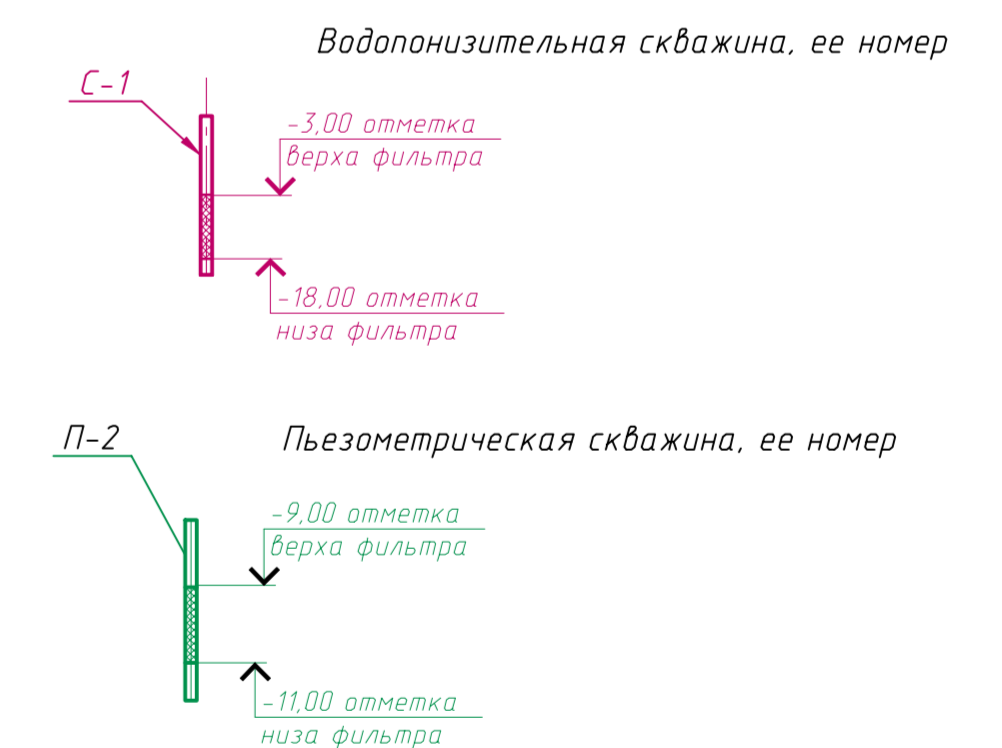 Водопонизительная скважина, ее номер
С-1
-3,00 отметка
верха фильтра
-18,00 отметка
низа фильтра
П-2
Пьезометрическая скважина, ее номер
-9,00 отметка
верха фильтра
-11,00 отметка
низа фильтра